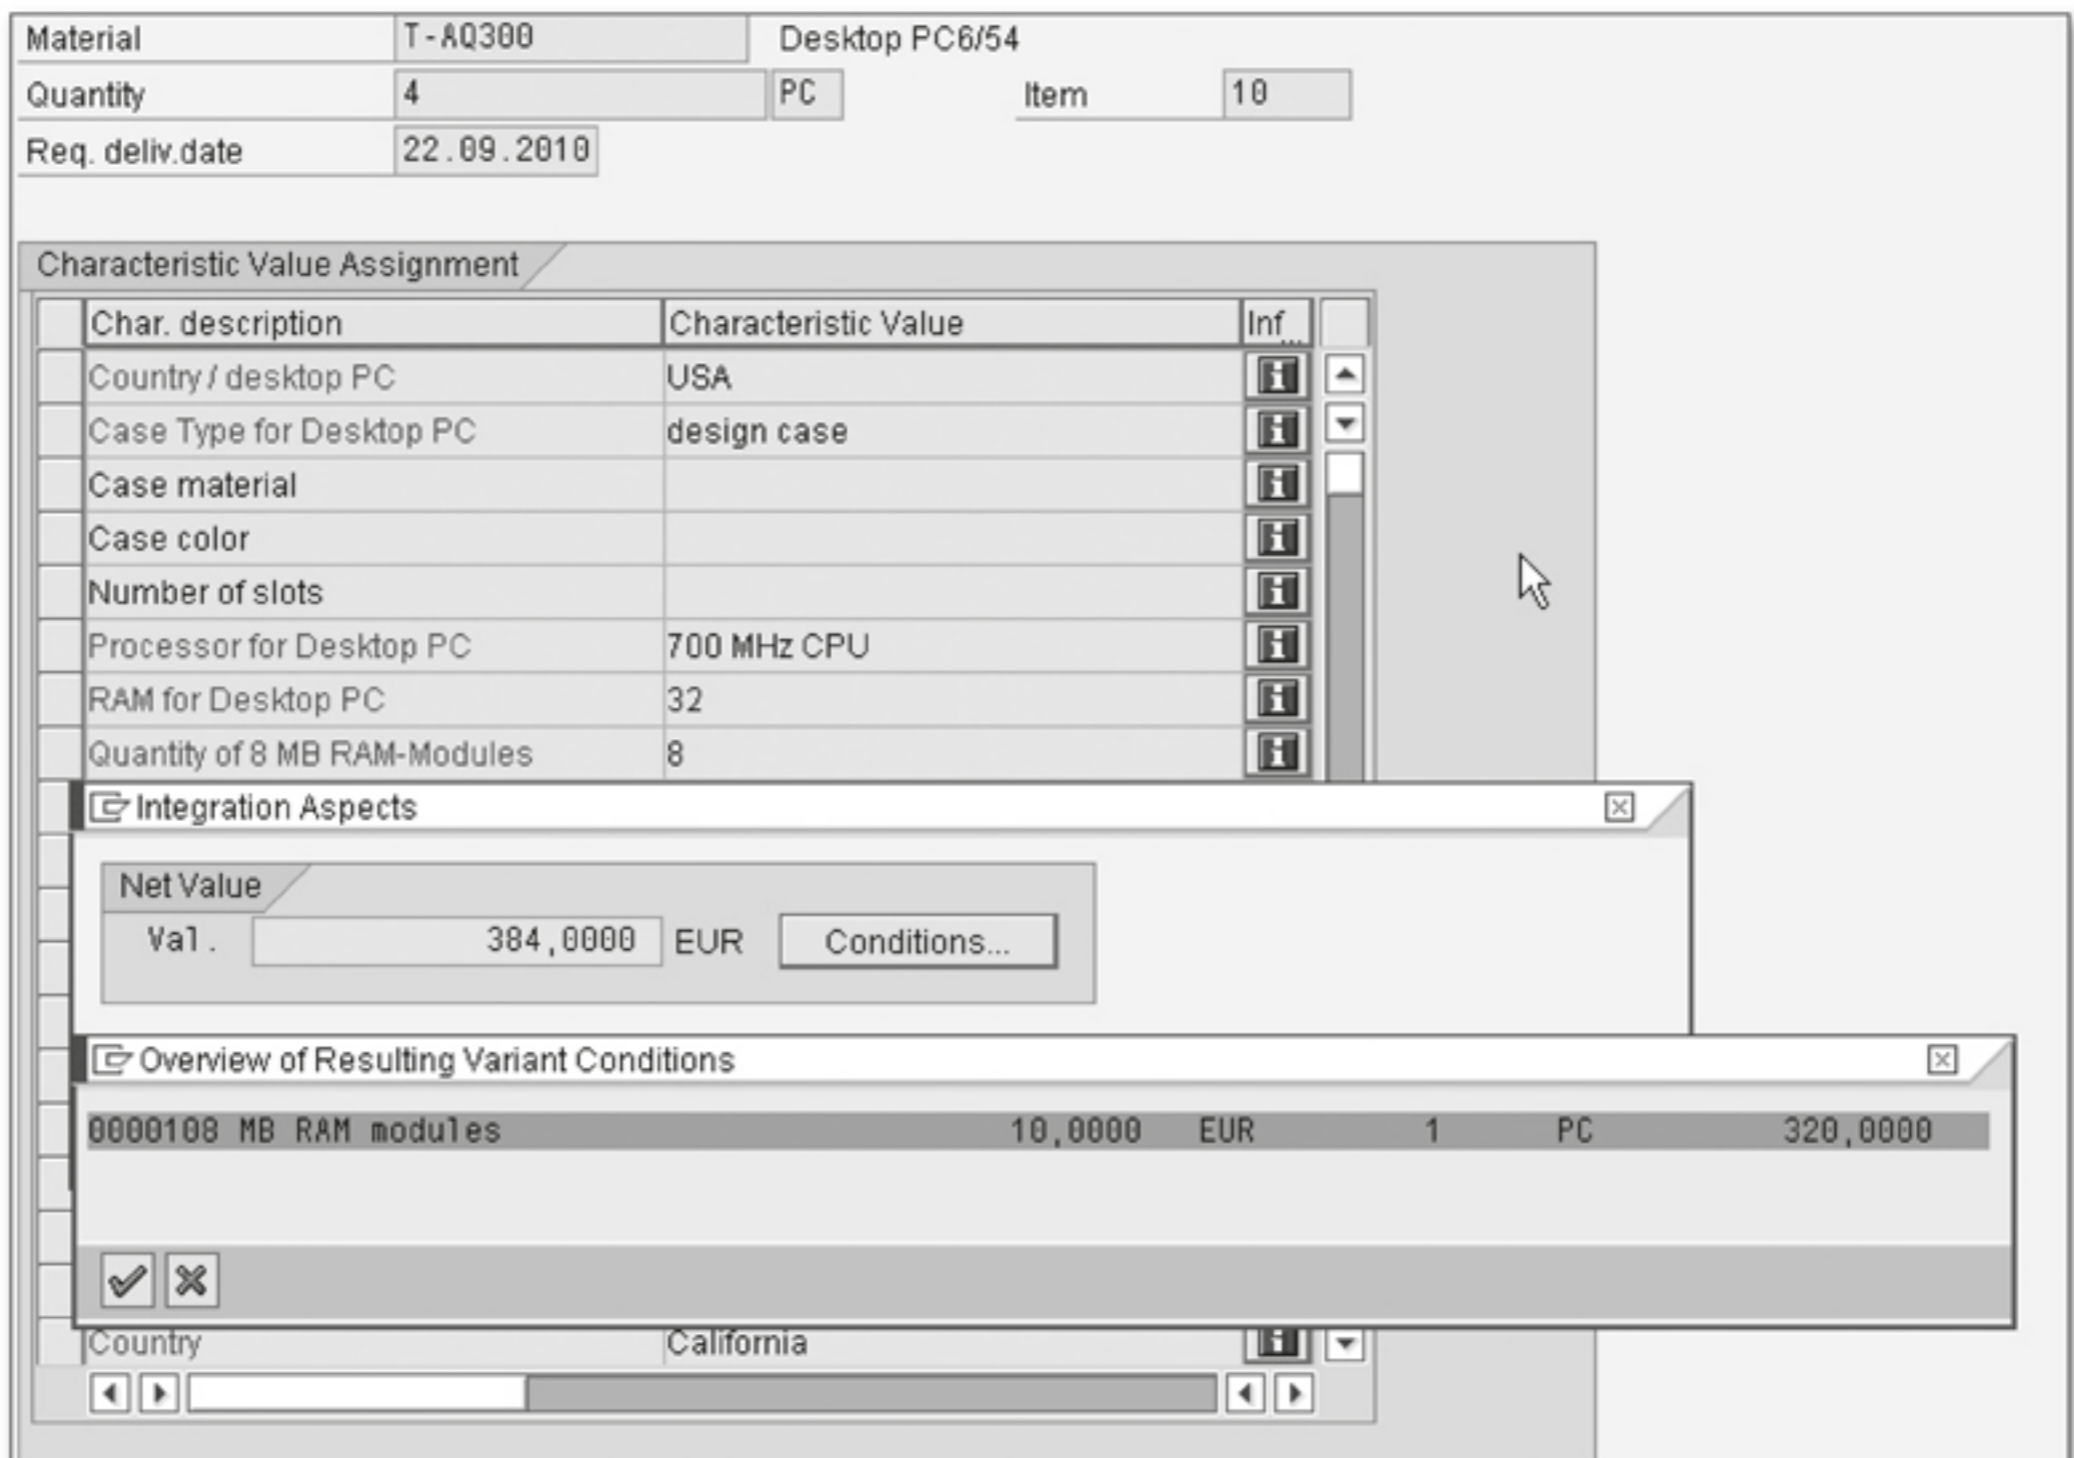 Material T-AQ300 Desktop PC6/54
Quantity 4 PC Item 10
Req. deliv.date 22.09.2010
Characteristic Value Assignment
Char. description Characteristic Value Inf...
Country / desktop PC USA
Case Type for Desktop PC design case
Case material
Case color
Number of slots
Processor for Desktop PC 700 MHz CPU
RAM for Desktop PC 32
Quantity of 8 MB RAM-Modules 8
Integration Aspects
Net Value
Val. 384,0000 EUR Conditions...
Overview of Resulting Variant Conditions
0000108 MB RAM modules 10,0000 EUR 1 PC 320,0000
Country California